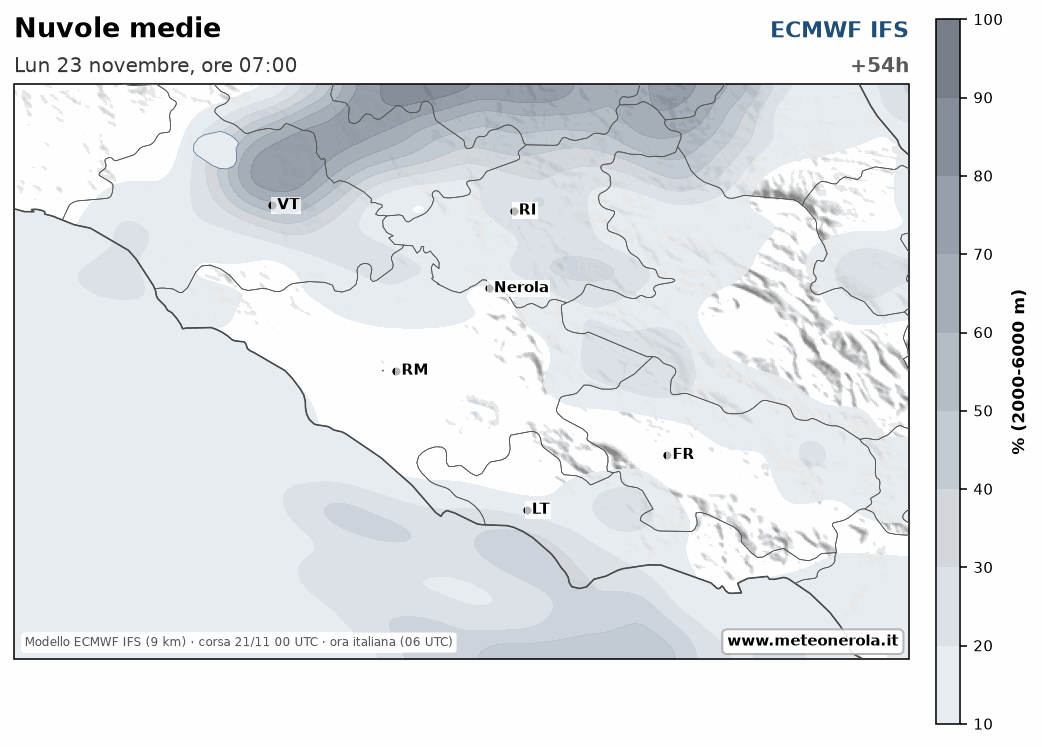 Nuvole medie
ECMWF IFS
Lun 23 novembre, ore 07:00
+54h
100
90
80
70
60
50
40
30
20
10
% (2000-6000 m)
VT
RI
Nerola
RM
FR
LT
Modello ECMWF IFS (9 km) · corsa 21/11 00 UTC · ora italiana (06 UTC)
www.meteonerola.it